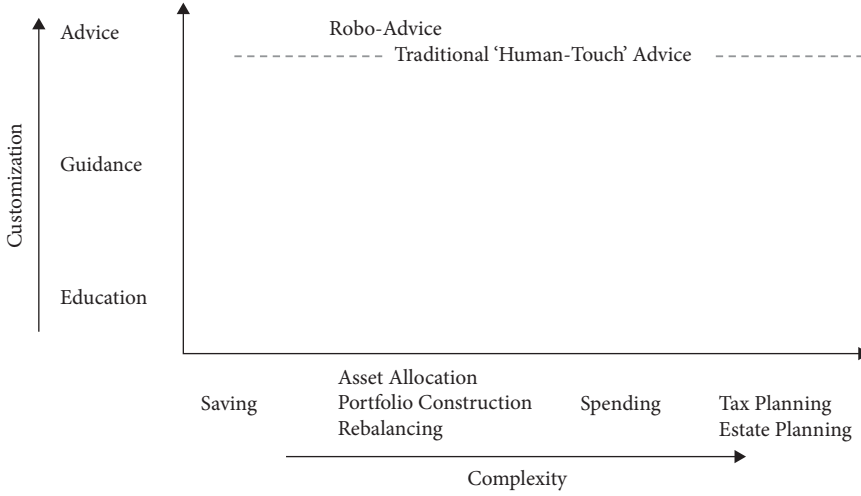 Advice
Robo-Advice
Traditional ‘Human-Touch’ Advice
Guidance
Customization
Education
Saving
Asset Allocation
Portfolio Construction
Rebalancing
Spending
Tax Planning
Estate Planning
Complexity